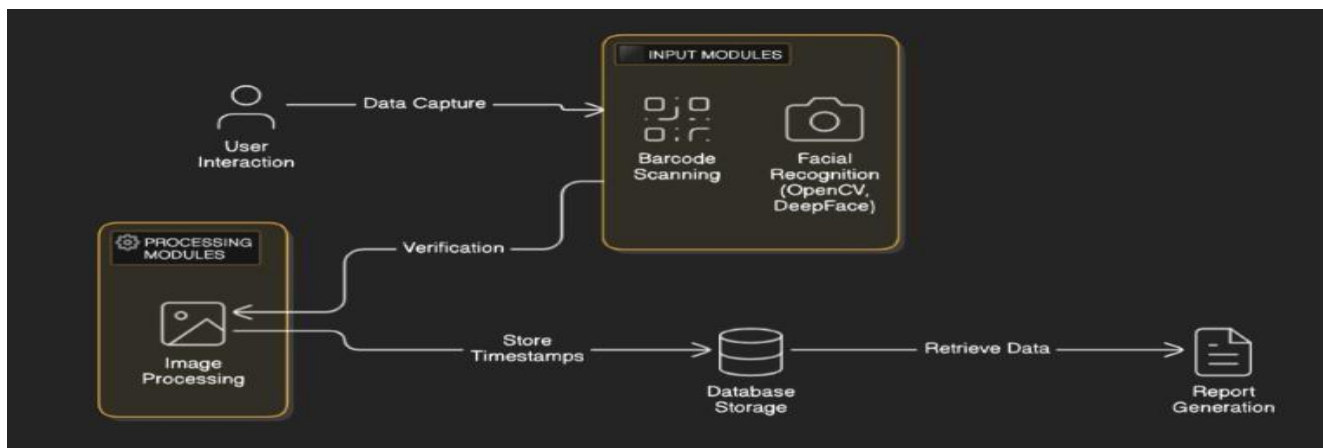 INPUT MODULES
Data Capture
User
Interaction
Barcode
Scanning
Facial
Recognition
(OpenCV,
DeepFace)
PROCESSING
MODULES
Verification
Image
Processing
Store
Timestamps
Database
Storage
Retrieve Data
Report
Generation